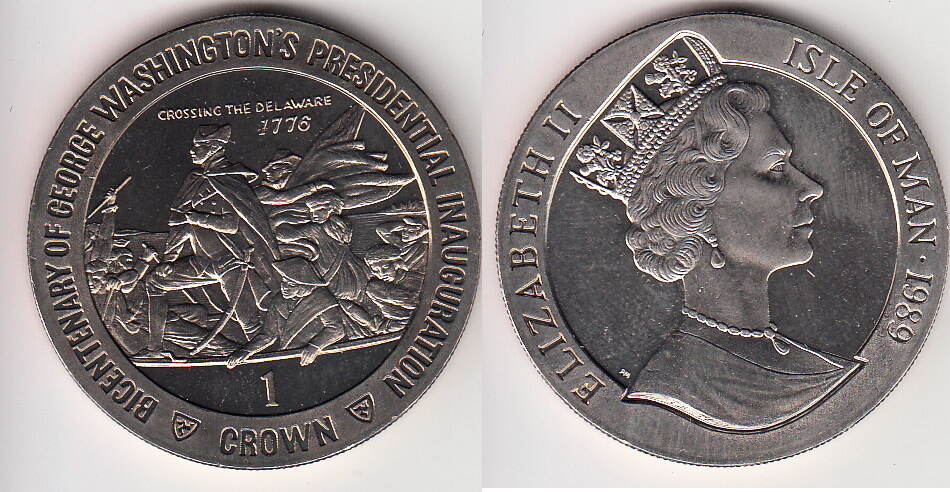 BICENTENARY OF GEORGE WASHINGTON'S PRESIDENTIAL INAUGURATION
CROSSING THE DELAWARE
1776
1
CROWN
ELIZABETH II
ISLE OF MAN · 1989